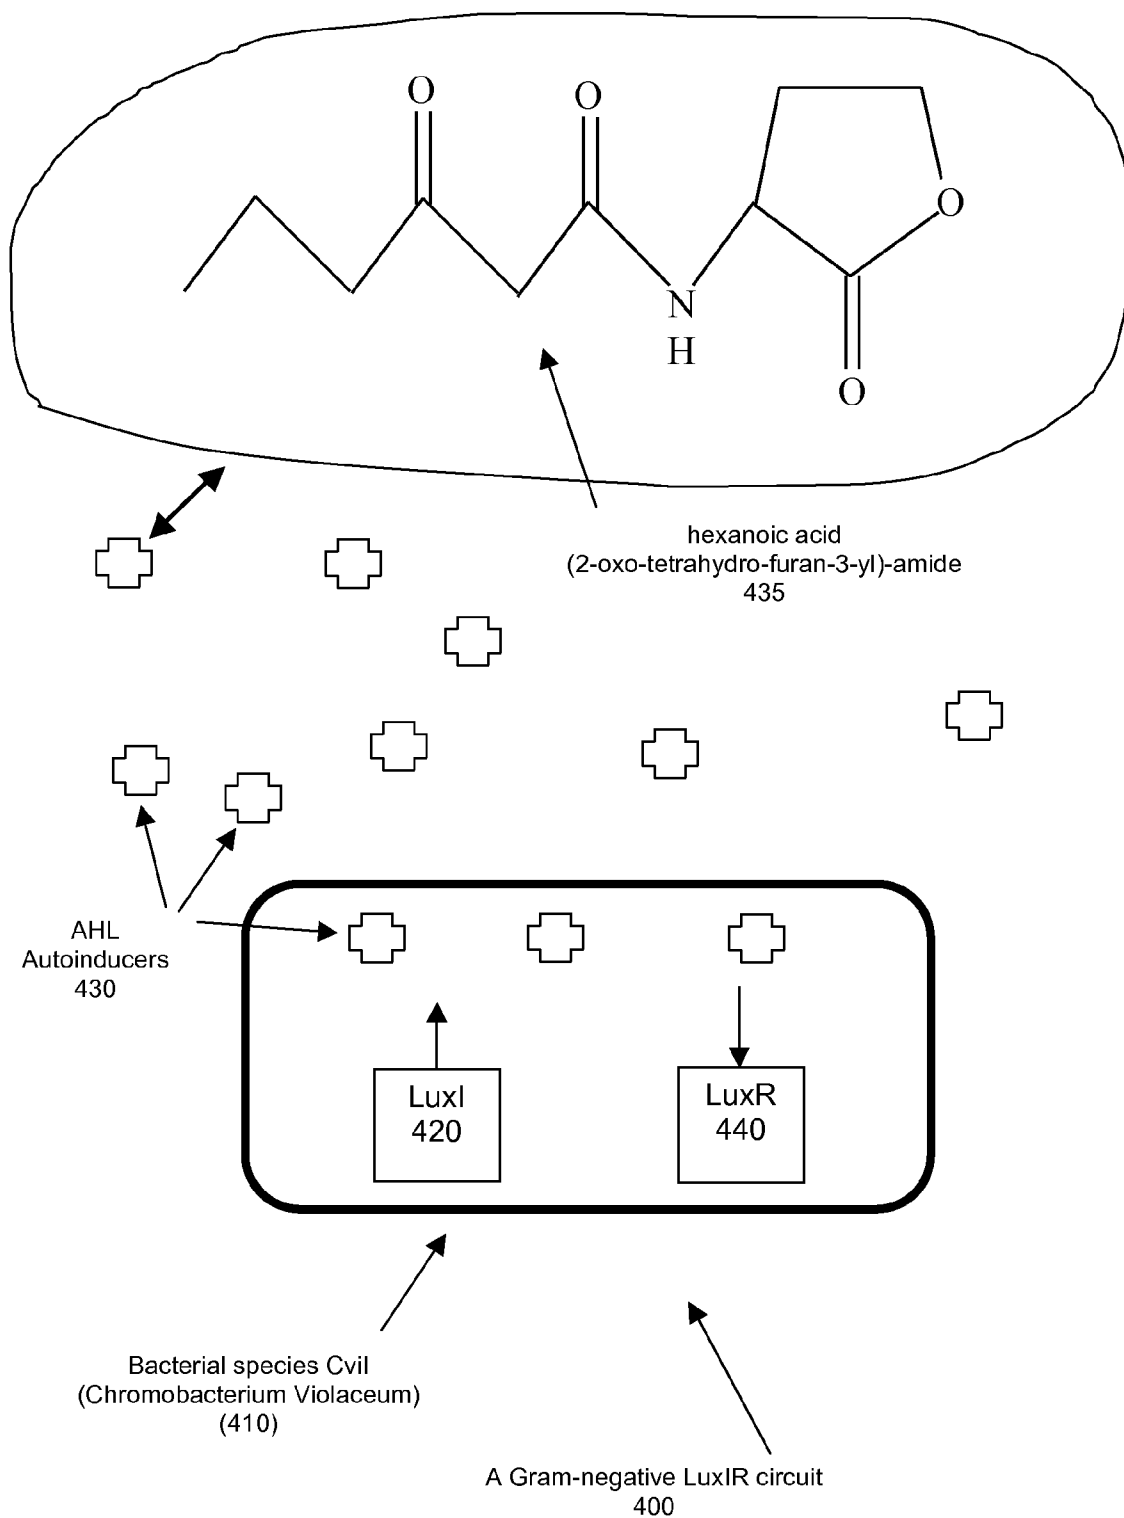 O
O
O
N
H
O
hexanoic acid
(2-oxo-tetrahydro-furan-3-yl)-amide
435
AHL
Autoinducers
430
LuxI
420
LuxR
440
Bacterial species Cvil
(Chromobacterium Violaceum)
(410)
A Gram-negative LuxIR circuit
400